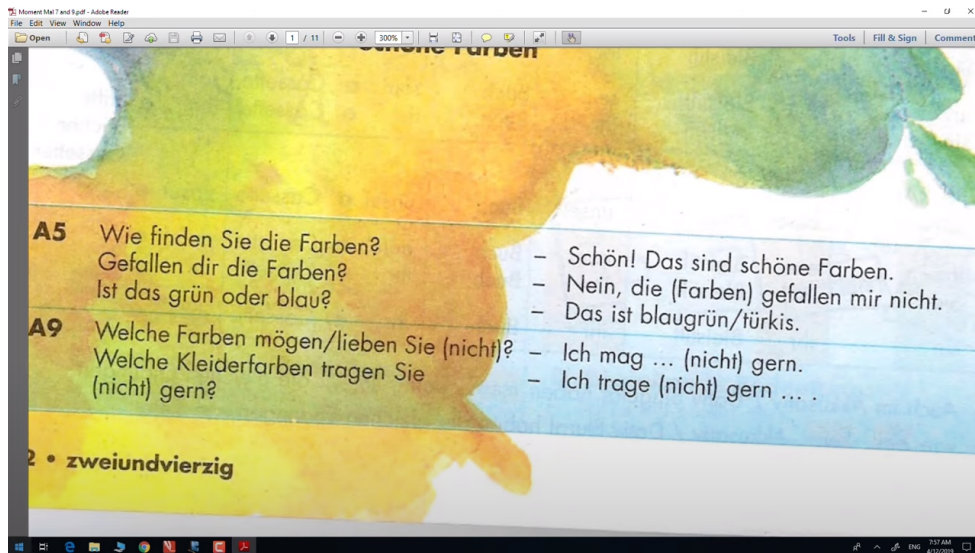 Moment Mal 7 and 9.pdf - Adobe Reader
File Edit View Window Help
Open 1 / 11 300% Tools Fill & Sign Comment
Schöne Farben
A5 Wie finden Sie die Farben? – Schön! Das sind schöne Farben.
Gefallen dir die Farben? – Nein, die (Farben) gefallen mir nicht.
Ist das grün oder blau? – Das ist blaugrün/türkis.
A9 Welche Farben mögen/lieben Sie (nicht)? – Ich mag ... (nicht) gern.
Welche Kleiderfarben tragen Sie – Ich trage (nicht) gern ... .
(nicht) gern?
2 • zweiundvierzig
ENG 7:57 AM
4/12/2019